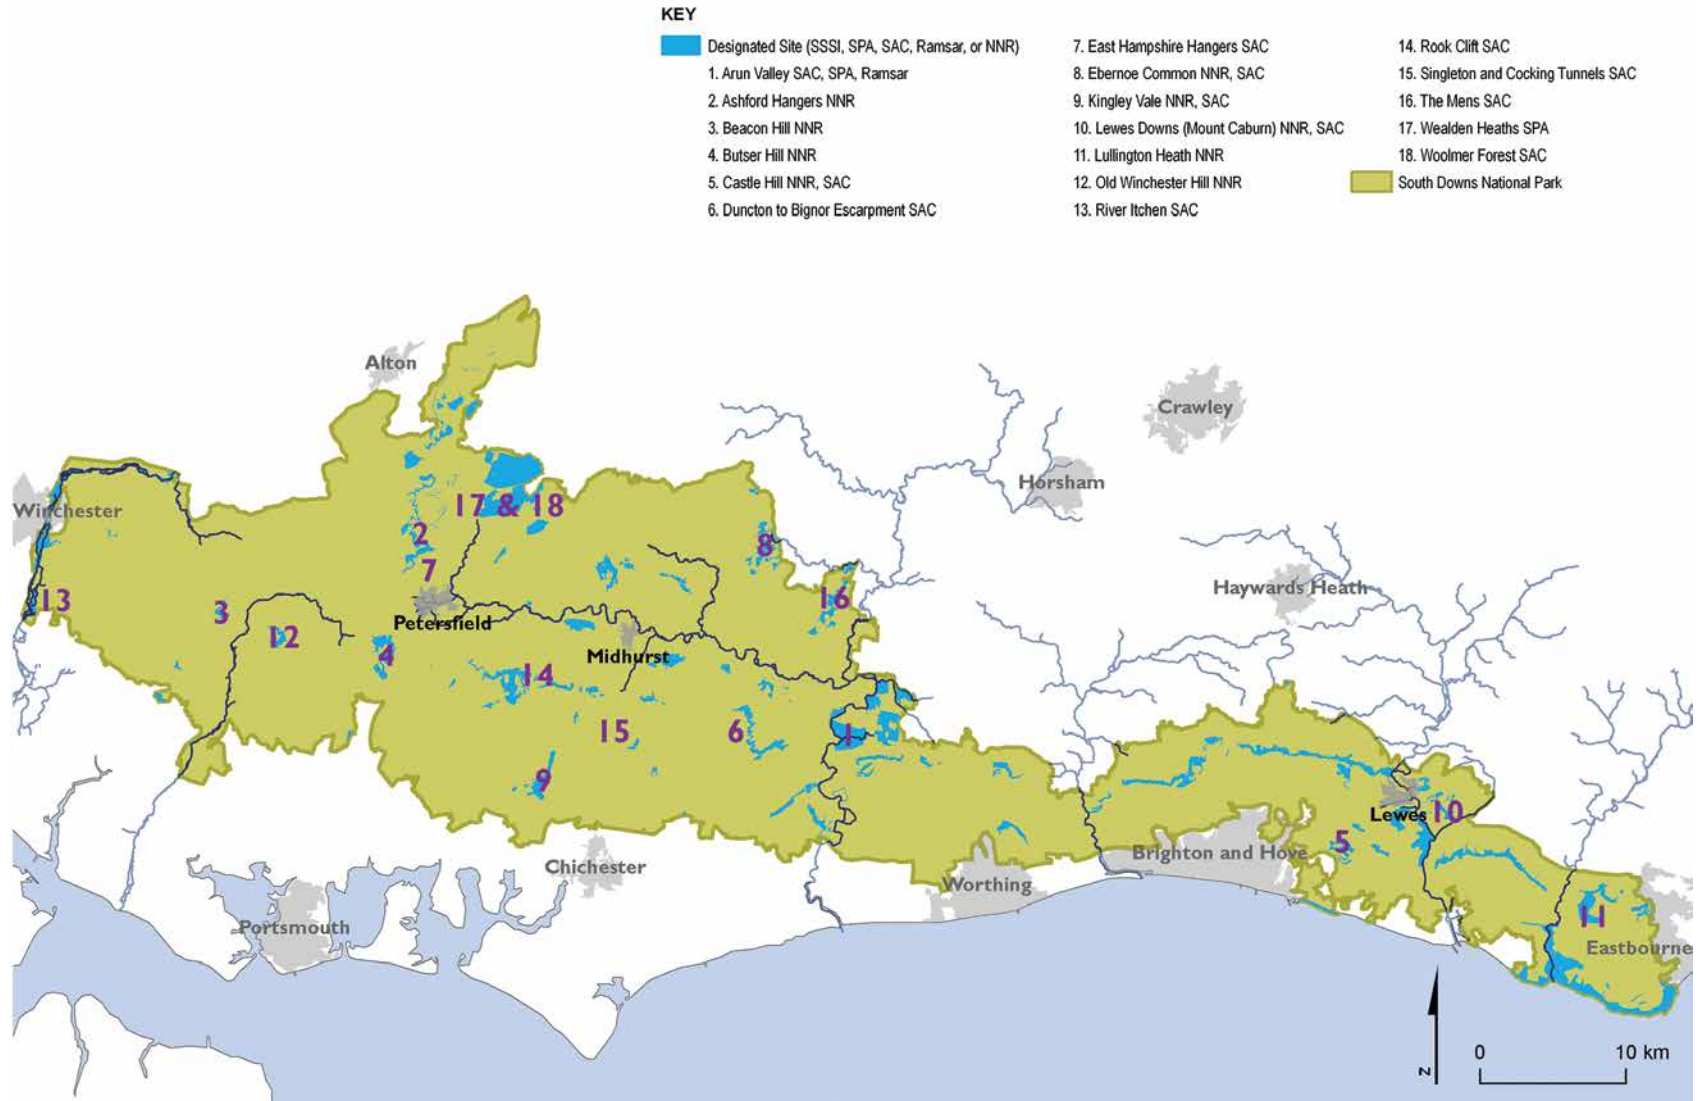 KEY
Designated Site (SSSI, SPA, SAC, Ramsar, or NNR)
1. Arun Valley SAC, SPA, Ramsar
2. Ashford Hangers NNR
3. Beacon Hill NNR
4. Butser Hill NNR
5. Castle Hill NNR, SAC
6. Duncton to Bignor Escarpment SAC
7. East Hampshire Hangers SAC
8. Ebernoe Common NNR, SAC
9. Kingley Vale NNR, SAC
10. Lewes Downs (Mount Caburn) NNR, SAC
11. Lullington Heath NNR
12. Old Winchester Hill NNR
13. River Itchen SAC
14. Rook Clift SAC
15. Singleton and Cocking Tunnels SAC
16. The Mens SAC
17. Wealden Heaths SPA
18. Woolmer Forest SAC
South Downs National Park
Alton
Crawley
Horsham
Winchester
17 & 18
2
8
7
Haywards Heath
13
3
16
Petersfield
12
4
Midhurst
14
15
6
1
9
Lewes
10
5
Brighton and Hove
Chichester
Worthing
Portsmouth
11
Eastbourne
N
0
10 km